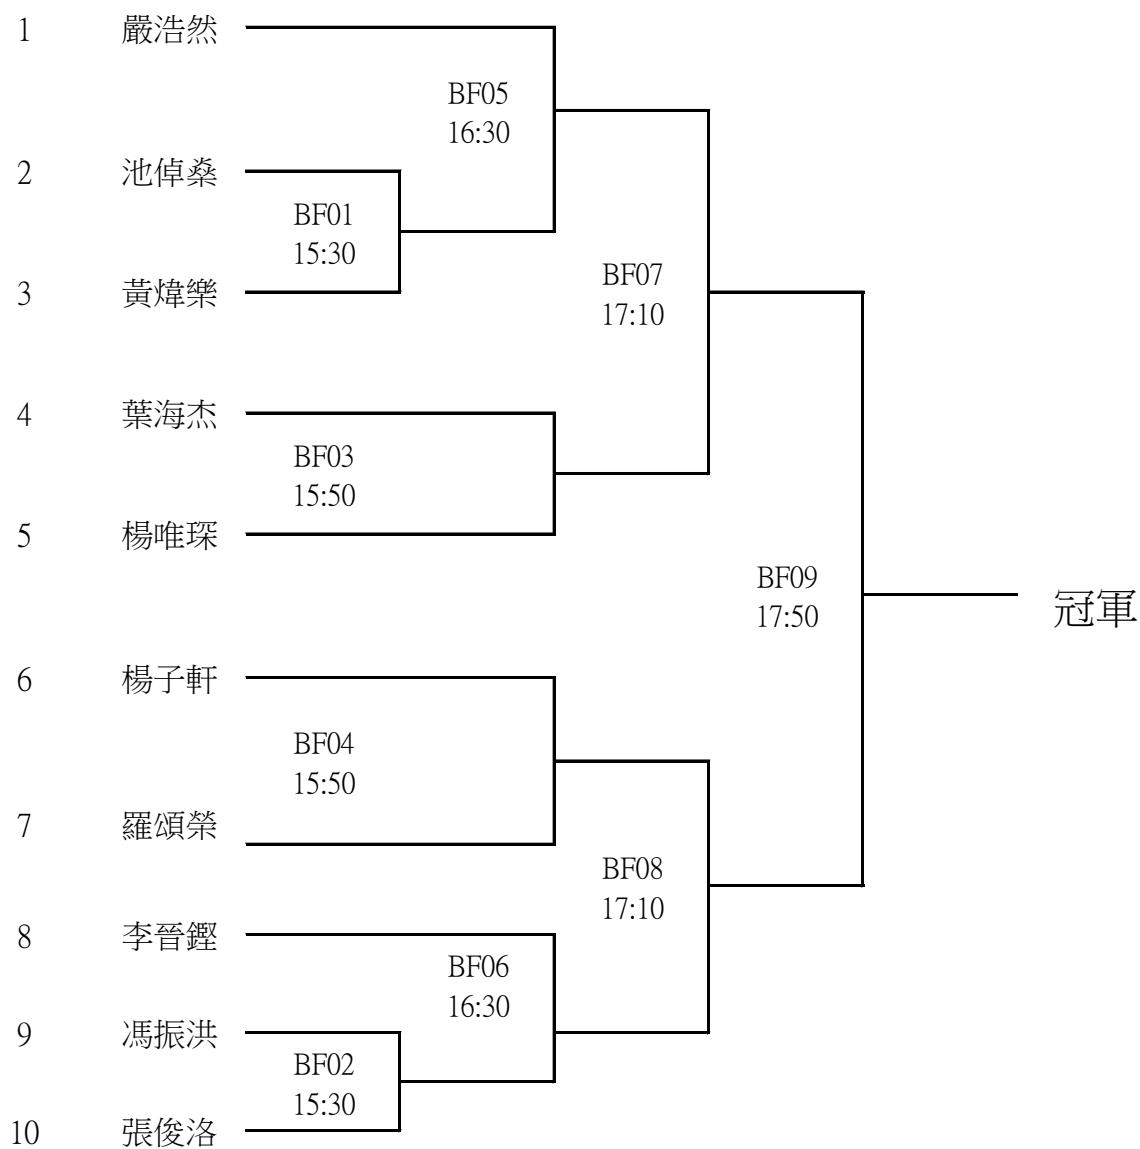 1 嚴浩然
BF05
16:30
2 池倬燊
BF01
15:30
3 黃煒樂
BF07
17:10
4 葉海杰
BF03
15:50
5 楊唯琛
BF09
17:50
冠軍
6 楊子軒
BF04
15:50
7 羅頌榮
BF08
17:10
8 李晉鏗
BF06
16:30
9 馮振洪
BF02
15:30
10 張俊洛